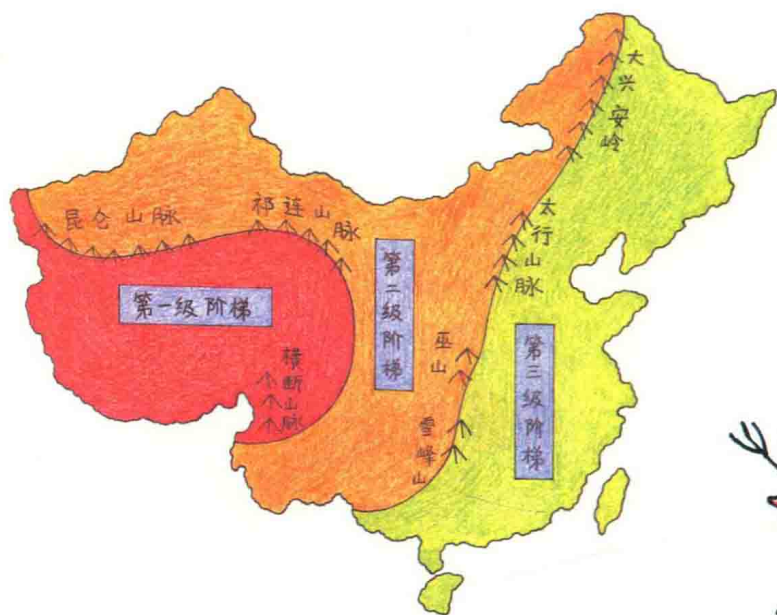 大兴安岭
昆仑山脉
祁连山脉
太行山脉
第二级阶梯
第一级阶梯
巫山
第三级阶梯
横断山脉
雪峰山